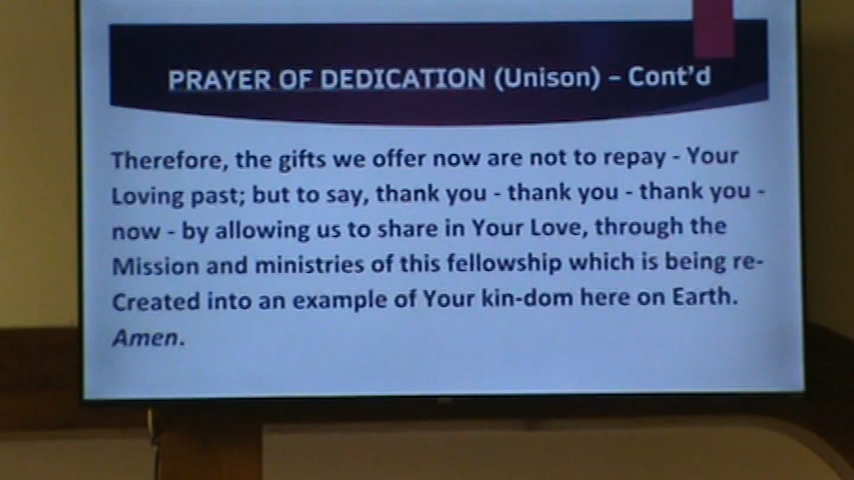 PRAYER OF DEDICATION (Unison) – Cont'd
Therefore, the gifts we offer now are not to repay - Your
Loving past; but to say, thank you - thank you - thank you -
now - by allowing us to share in Your Love, through the
Mission and ministries of this fellowship which is being re-
Created into an example of Your kin-dom here on Earth.
Amen.